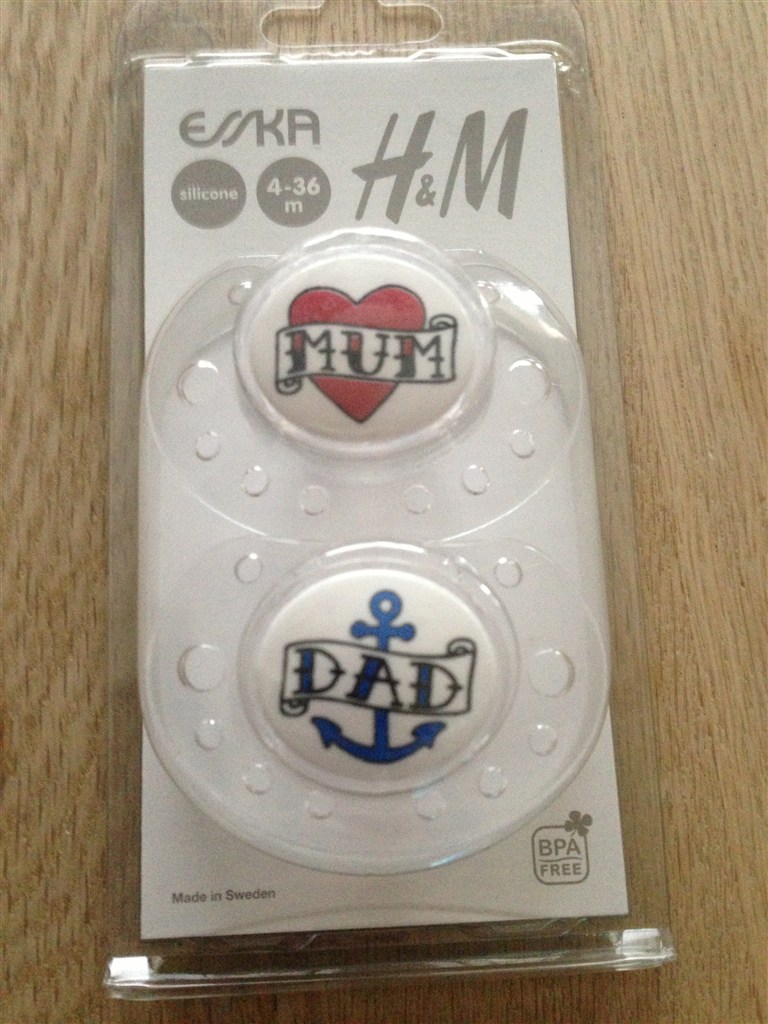 ESSKA
H&M
silicone
4-36
m
MUM
DAD
BPA
FREE
Made in Sweden